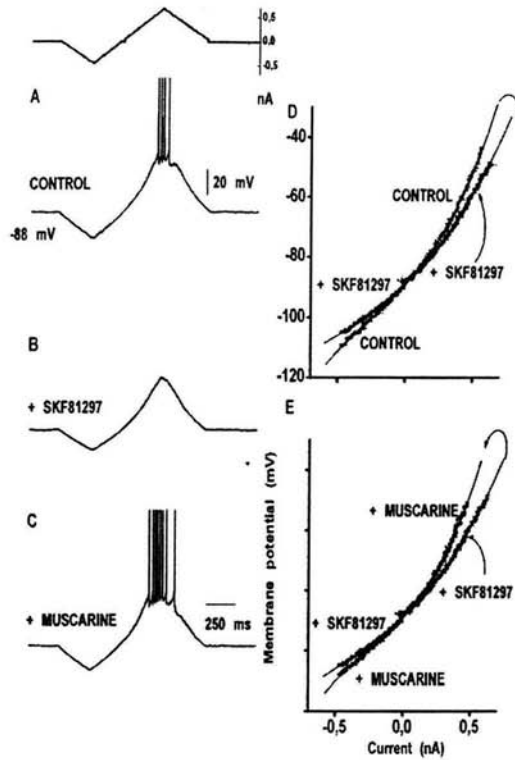 0,5
0,0
-0,5
nA
A
CONTROL
20 mV
-88 mV
B
+ SKF81297
C
+ MUSCARINE
250 ms
D
-40
-60
-80
-100
-120
CONTROL
+ SKF81297
+ SKF81297
CONTROL
E
Membrane potential (mV)
+ MUSCARINE
+ SKF81297
+ SKF81297
+ MUSCARINE
-0,5
0,0
0,5
Current (nA)